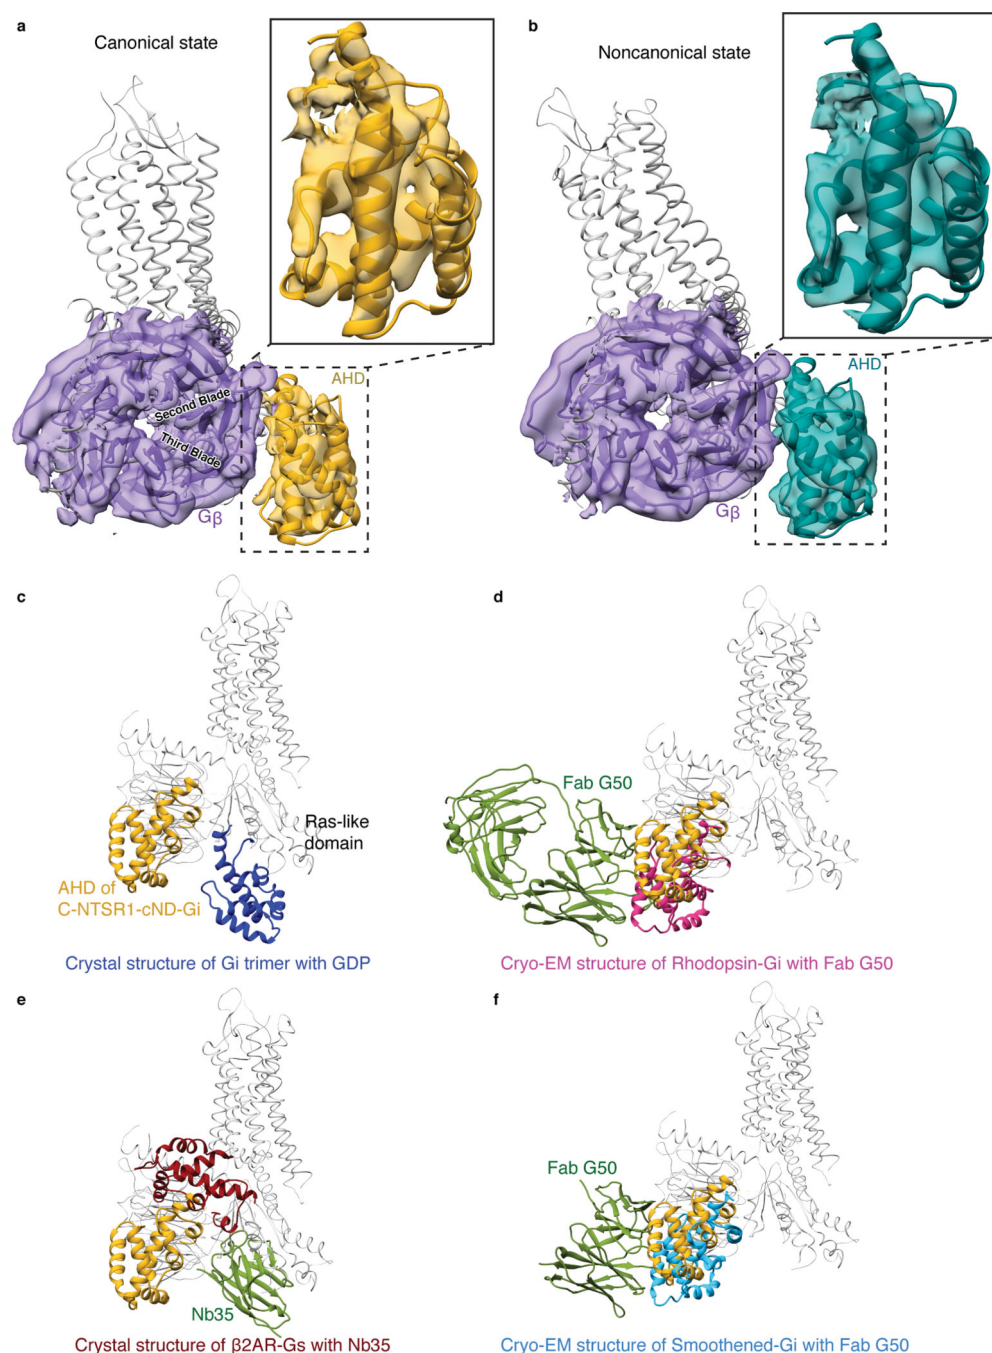 a
Canonical state
AHD
Second Blade
Third Blade
Gβ
b
Noncanonical state
AHD
Gβ
c
Ras-like
domain
AHD of
C-NTSR1-cND-Gi
Crystal structure of Gi trimer with GDP
d
Fab G50
Cryo-EM structure of Rhodopsin-Gi with Fab G50
e
Nb35
Crystal structure of β2AR-Gs with Nb35
f
Fab G50
Cryo-EM structure of Smoothened-Gi with Fab G50